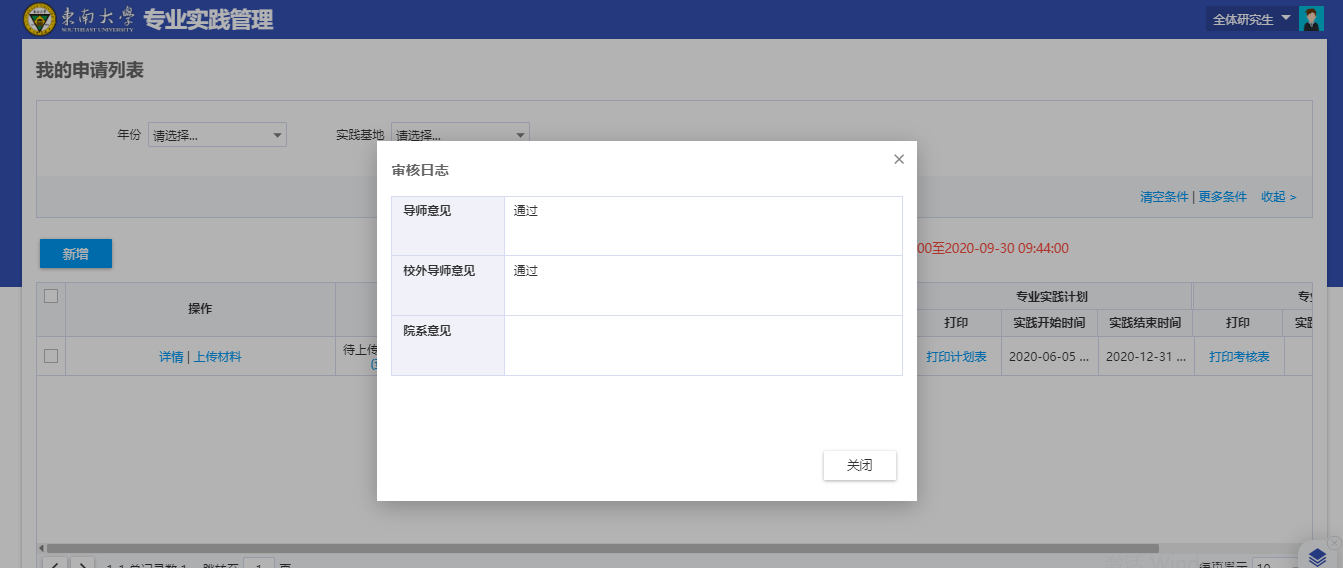 東南大學
SOUTHEAST UNIVERSITY
专业实践管理
全体研究生
我的申请列表
年份 请选择... 实践基地 请选择...
清空条件 | 更多条件 收起 >
审核日志
导师意见 通过
校外导师意见 通过
院系意见
关闭
新增
00至2020-09-30 09:44:00
操作 专业实践计划
打印 实践开始时间 实践结束时间 打印
详情 | 上传材料 待上传 打印计划表 2020-06-05 ... 2020-12-31 ... 打印考核表